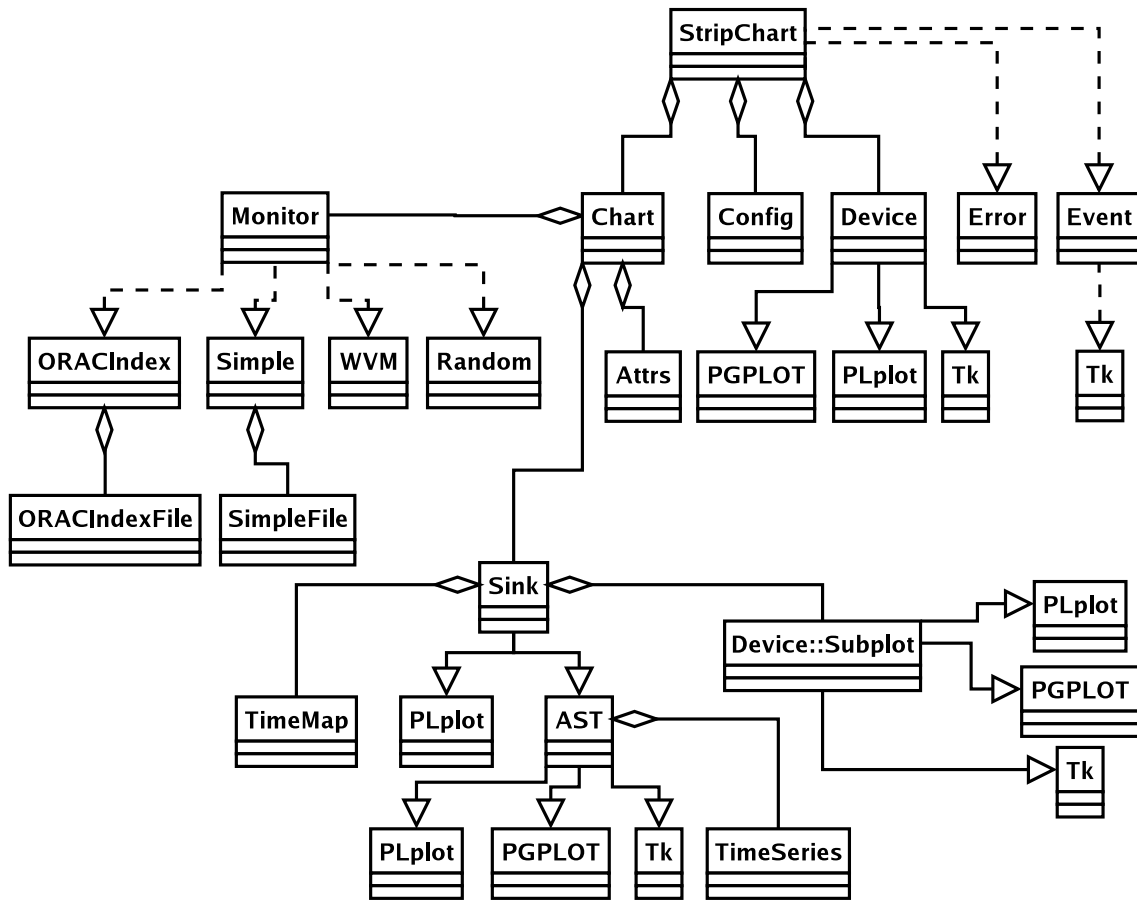 StripChart
Monitor
Chart
Config
Device
Error
Event
ORACIndex
Simple
WVM
Random
Attrs
PGPLOT
PLplot
Tk
Tk
ORACIndexFile
SimpleFile
Sink
PLplot
Device::Subplot
PGPLOT
TimeMap
PLplot
AST
Tk
PLplot
PGPLOT
Tk
TimeSeries